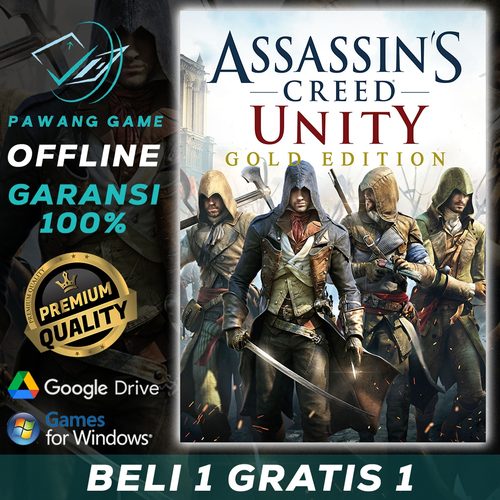 PAWANG GAME
OFFLINE
GARANSI
100%
PREMIUM
QUALITY
Google Drive
Games
for Windows®
ASSASSIN'S
CREED
UNITY
GOLD EDITION
BELI 1 GRATIS 1